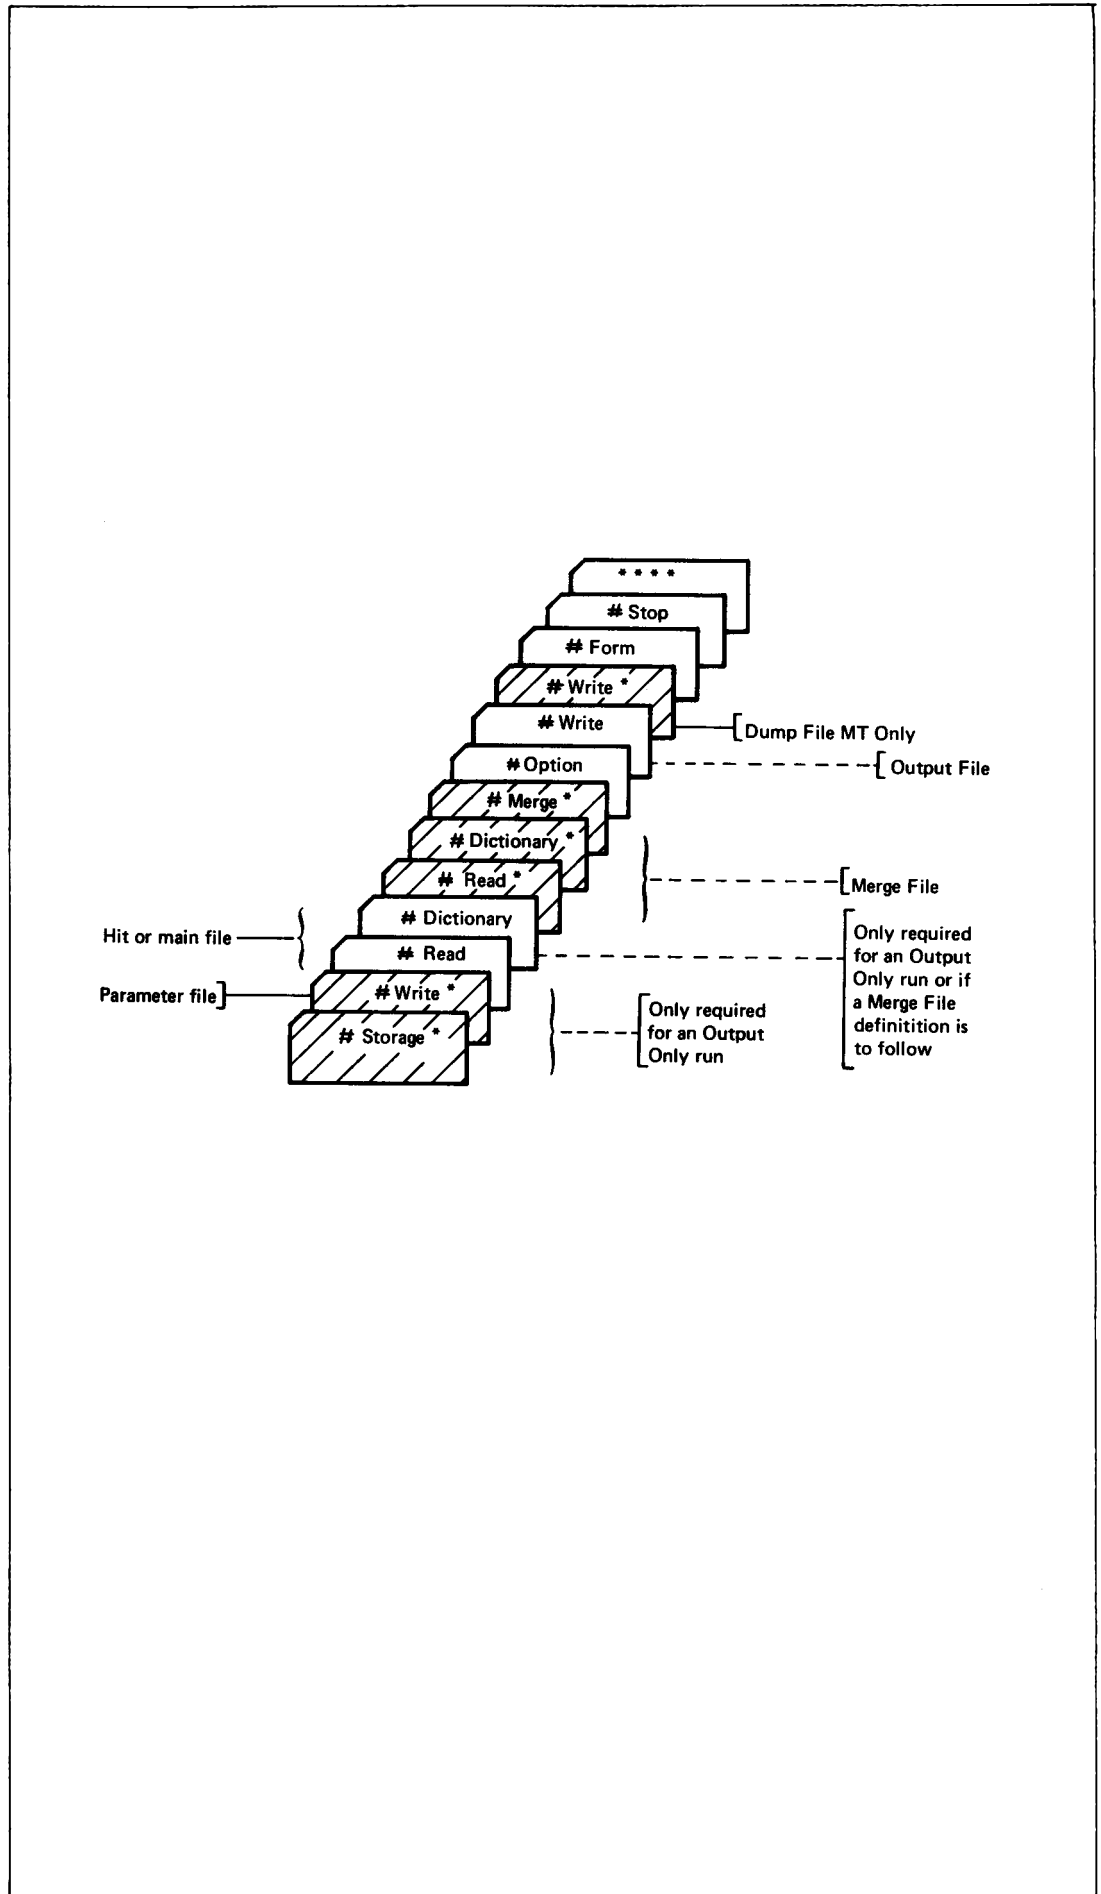 * * * *
# Stop
# Form
# Write *
# Write
Dump File MT Only
# Option
Output File
# Merge *
# Dictionary *
# Read *
Merge File
# Dictionary
Hit or main file
# Read
Only required
for an Output
Only run or if
a Merge File
definitition is
to follow
# Write *
Parameter file
# Storage *
Only required
for an Output
Only run